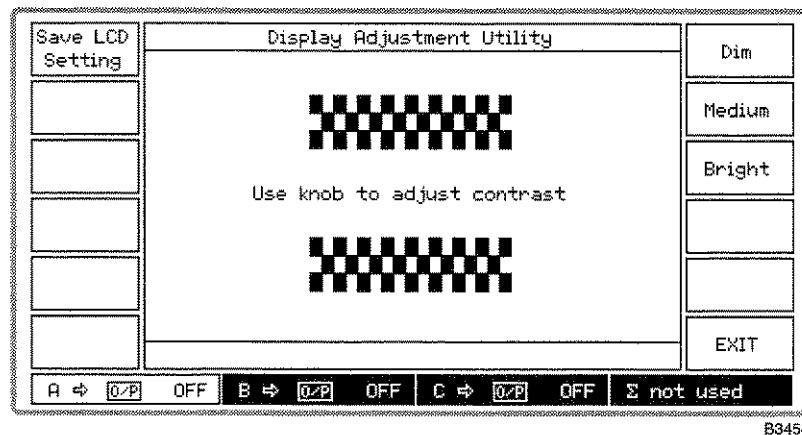 Save LCD
Setting
Display Adjustment Utility
Dim
Medium
Bright
Use knob to adjust contrast
EXIT
A ⇨ O/P OFF B ⇨ O/P OFF C ⇨ O/P OFF Σ not used